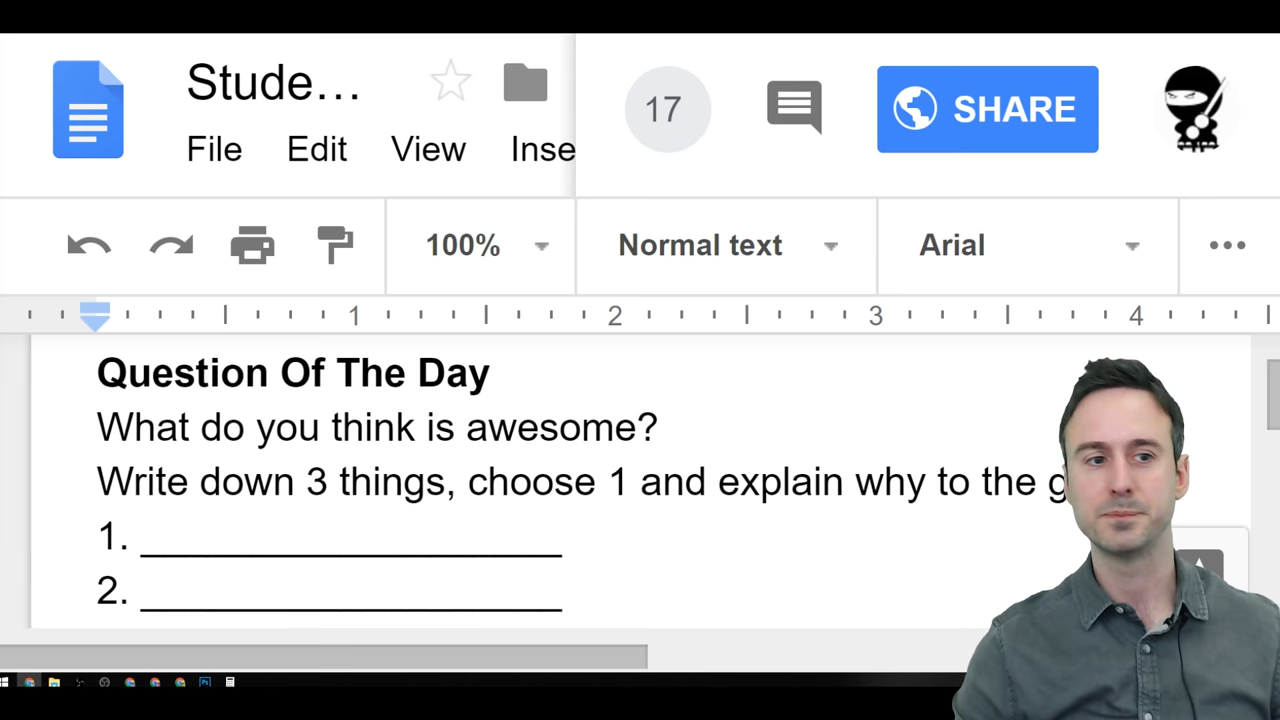 Stude...
File Edit View Inse
17
SHARE
100% Normal text Arial
1 2 3 4
Question Of The Day
What do you think is awesome?
Write down 3 things, choose 1 and explain why to the g
1. ___________________
2. ___________________